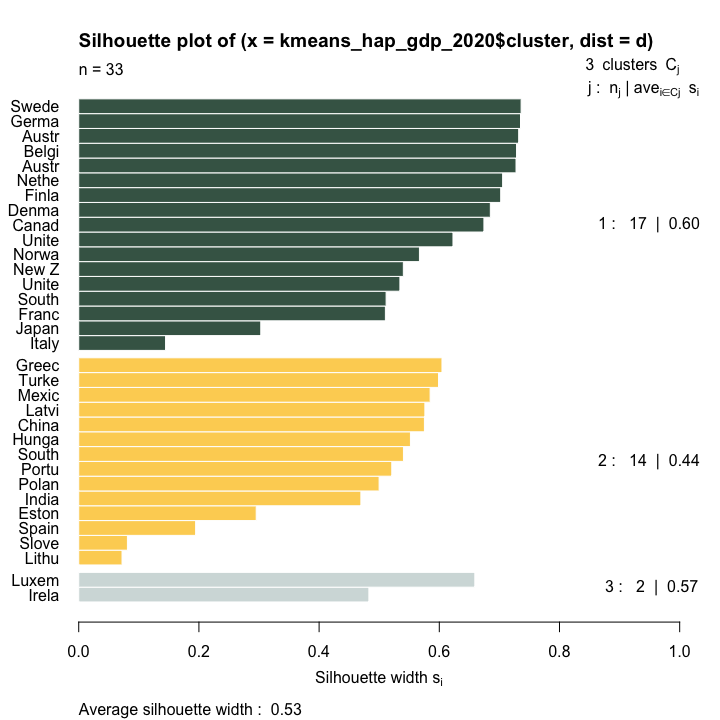 Silhouette plot of (x = kmeans_hap_gdp_2020$cluster, dist = d)
n = 33
3 clusters Cj
j : nj | avei∈Cj si
Swede
Germa
Austr
Belgi
Austr
Nethe
Finla
Denma
Canad
1 : 17 | 0.60
Unite
Norwa
New Z
Unite
South
Franc
Japan
Italy
Greec
Turke
Mexic
Latvi
China
Hunga
South
2 : 14 | 0.44
Portu
Polan
India
Eston
Spain
Slove
Lithu
Luxem
3 : 2 | 0.57
Irela
0.0 0.2 0.4 0.6 0.8 1.0
Silhouette width si
Average silhouette width : 0.53